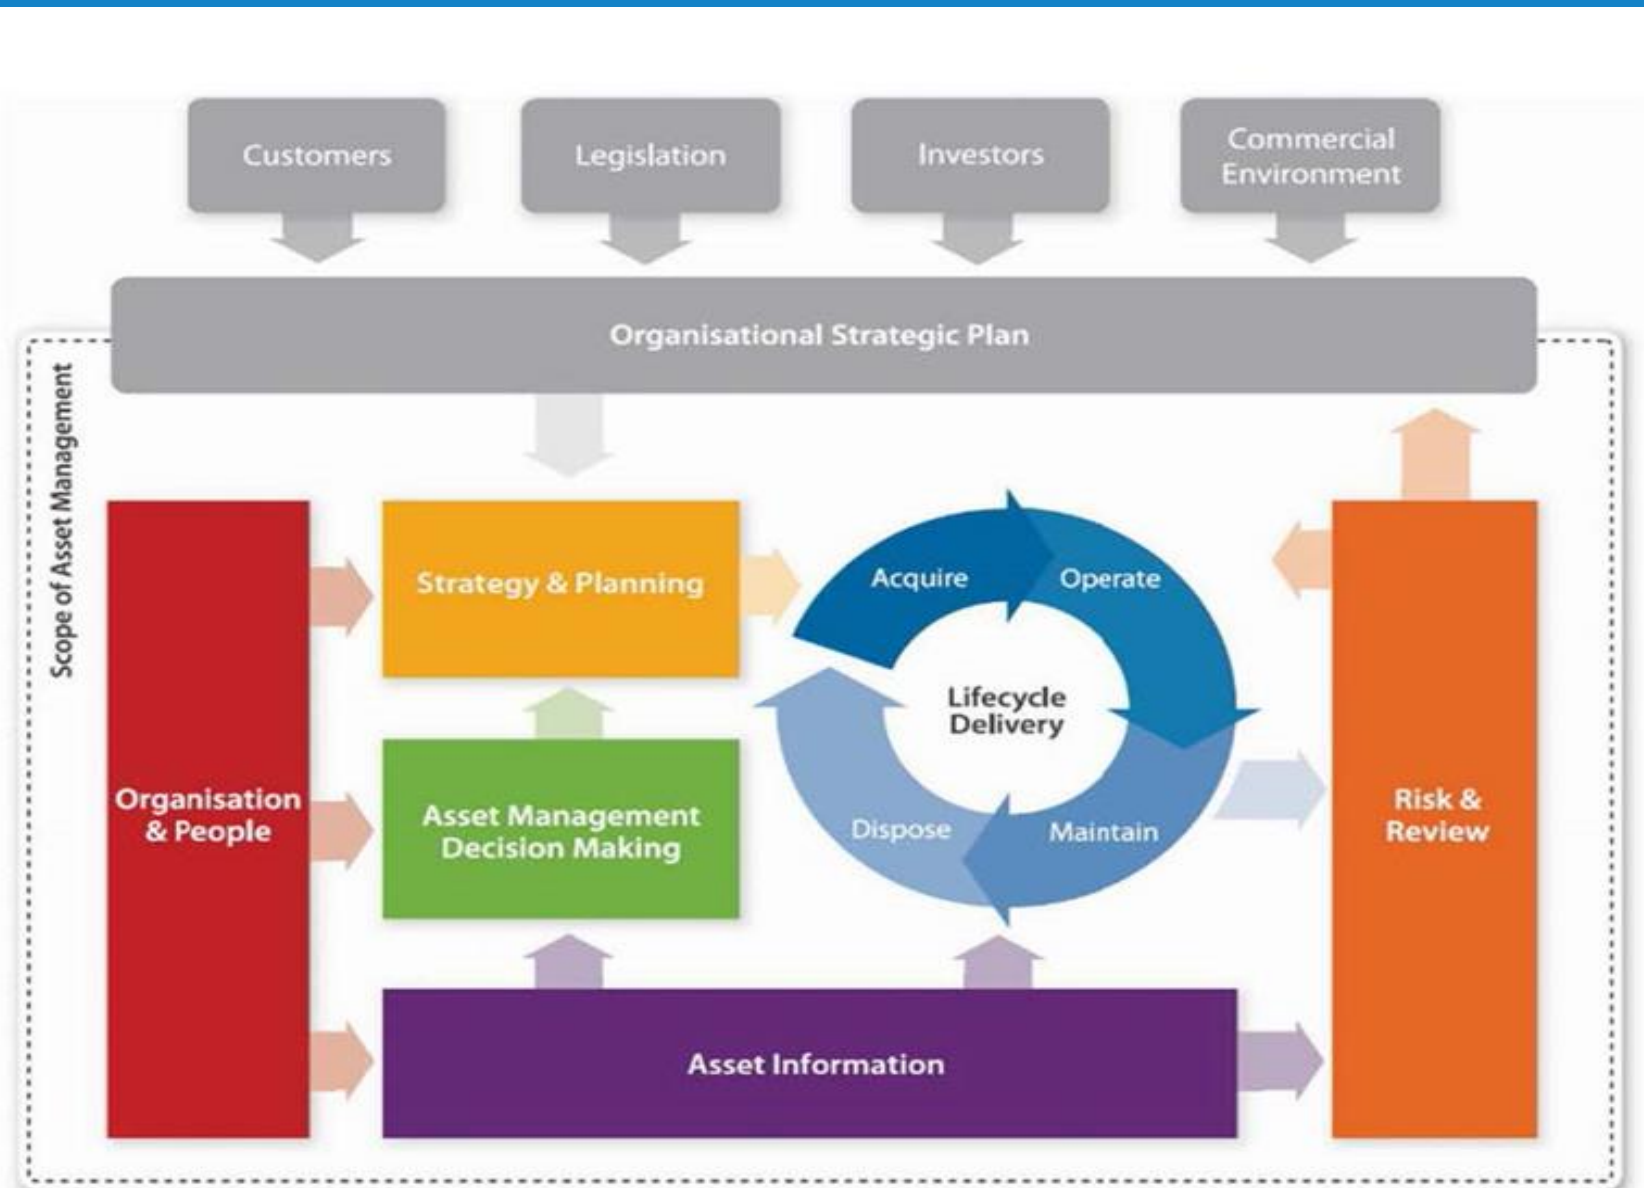 Customers
Legislation
Investors
Commercial
Environment
Organisational Strategic Plan
Scope of Asset Management
Strategy & Planning
Acquire
Operate
Lifecycle
Delivery
Organisation
& People
Asset Management
Decision Making
Dispose
Maintain
Risk &
Review
Asset Information